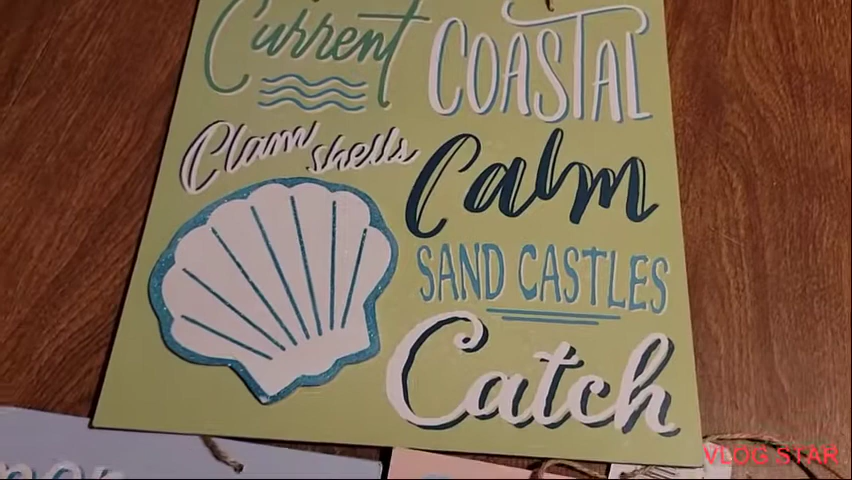 Current
COASTAL
Clam shells
Calm
SAND CASTLES
Catch
VLOG STAR